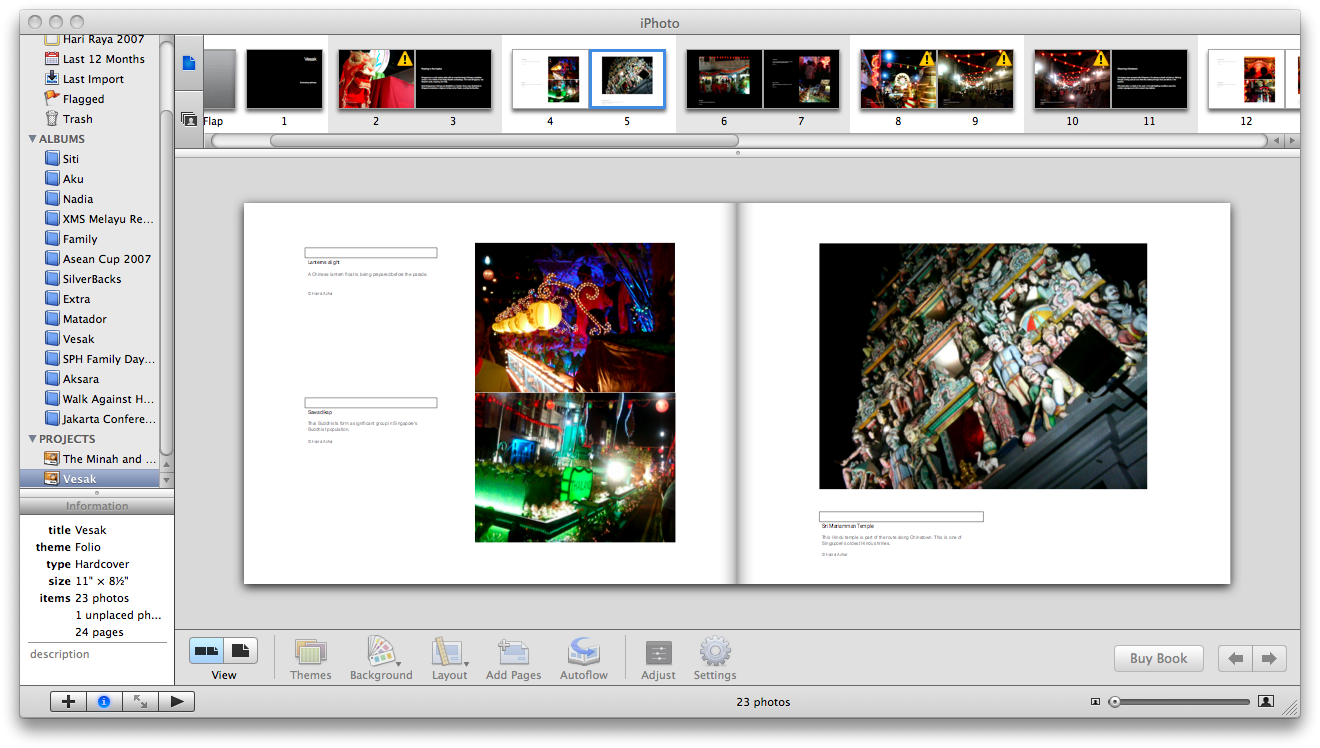 iPhoto
Hari Raya 2007
Last 12 Months
Last Import
Flagged
Trash
ALBUMS
Siti
Aku
Nadia
XMS Melayu Re...
Family
Asean Cup 2007
SilverBacks
Extra
Matador
Vesak
SPH Family Day...
Aksara
Walk Against H...
Jakarta Confere...
PROJECTS
The Minah and ...
Vesak
Information
title Vesak
theme Folio
type Hardcover
size 11" × 8½"
items 23 photos
1 unplaced ph...
24 pages
description
Vesak
Flap 1 2 3 4 5 6 7 8 9 10 11 12
Lanterns alight
A Chinese lantern float is being prepared before the parade.
Sawadikap
Thai Buddhists form a significant group in Singapore's
Buddhist population.
THAILAN
Sri Mariamman Temple
This Hindu temple is part of the route along Chinatown. This is one of
Singapore's oldest Hindu shrines.
View
Themes
Background
Layout
Add Pages
Autoflow
Adjust
Settings
Buy Book
23 photos